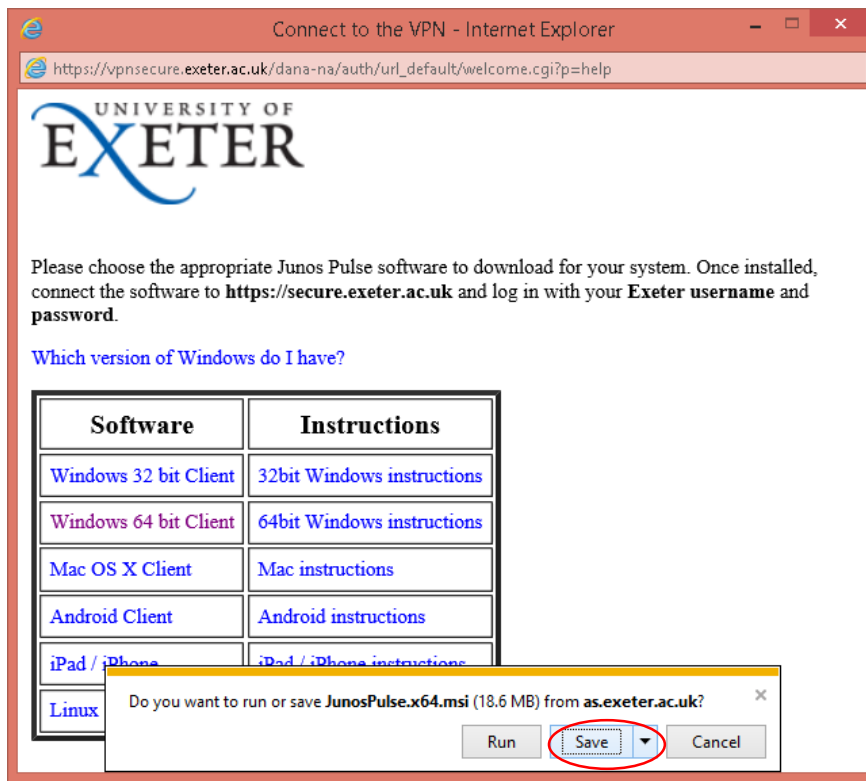 Connect to the VPN - Internet Explorer
https://vpnsecure.exeter.ac.uk/dana-na/auth/url_default/welcome.cgi?p=help
UNIVERSITY OF
EXETER
Please choose the appropriate Junos Pulse software to download for your system. Once installed,
connect the software to https://secure.exeter.ac.uk and log in with your Exeter username and
password.
Which version of Windows do I have?
Software Instructions
Windows 32 bit Client 32bit Windows instructions
Windows 64 bit Client 64bit Windows instructions
Mac OS X Client Mac instructions
Android Client Android instructions
iPad / iPhone iPad / iPhone instructions
Linux
Do you want to run or save JunosPulse.x64.msi (18.6 MB) from as.exeter.ac.uk?
Run Save Cancel